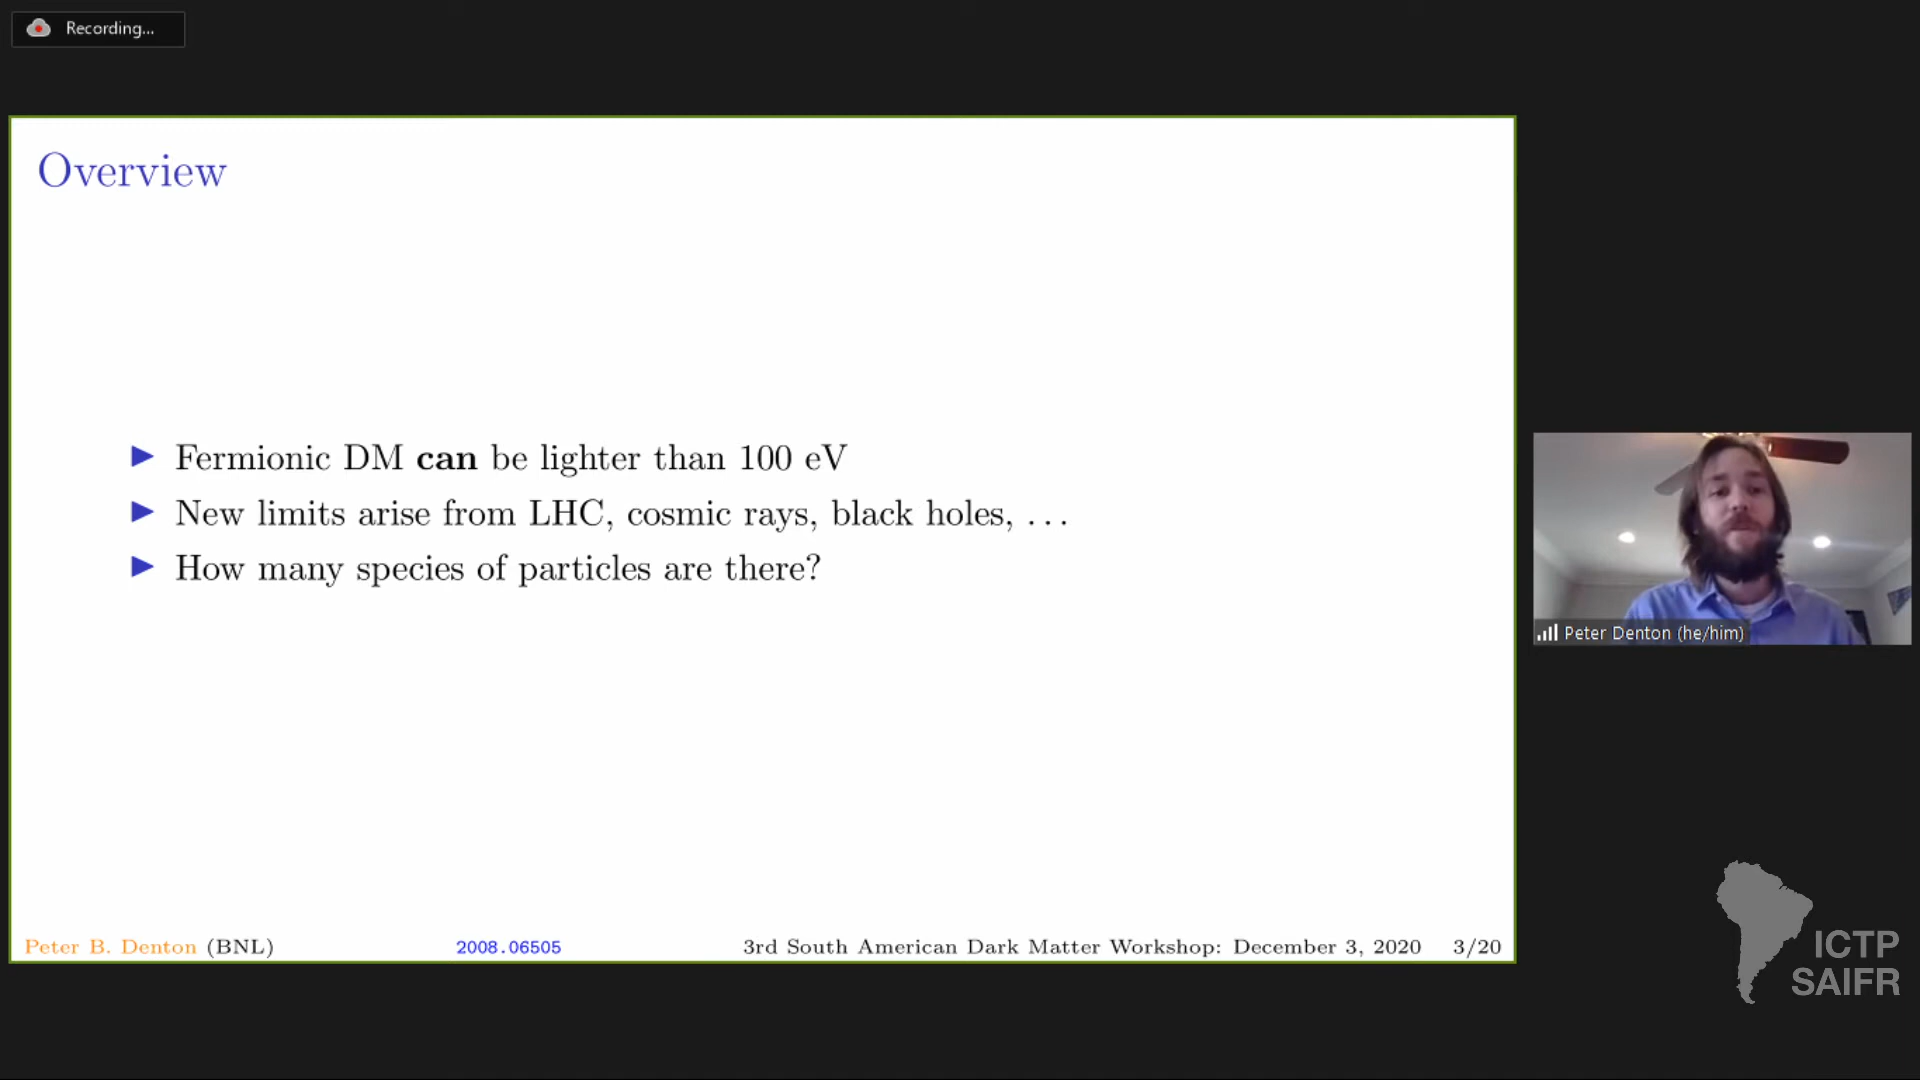 Recording...
Overview
Fermionic DM can be lighter than 100 eV
New limits arise from LHC, cosmic rays, black holes, . . .
How many species of particles are there?
Peter Denton (he/him)
Peter B. Denton (BNL) 2008.06505 3rd South American Dark Matter Workshop: December 3, 2020 3/20
ICTP
SAIFR